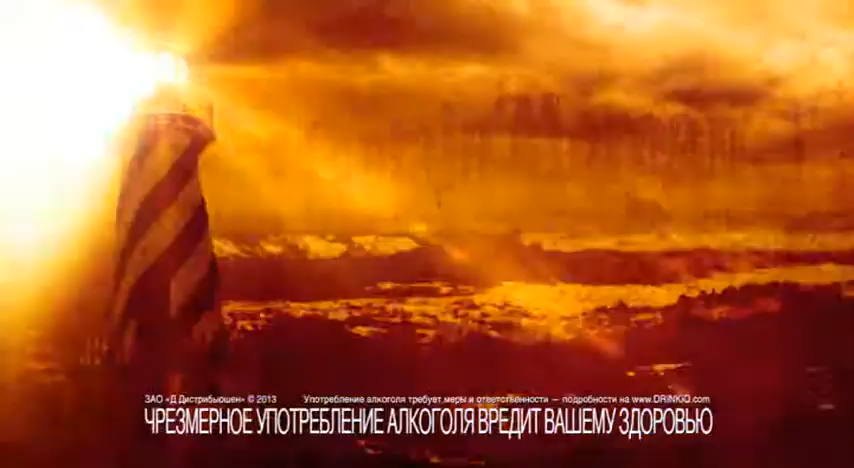 ЗАО «Д Дистрибьюшен» © 2013 Употребление алкоголя требует меры и ответственности — подробности на www.DRINKiQ.com
ЧРЕЗМЕРНОЕ УПОТРЕБЛЕНИЕ АЛКОГОЛЯ ВРЕДИТ ВАШЕМУ ЗДОРОВЬЮ